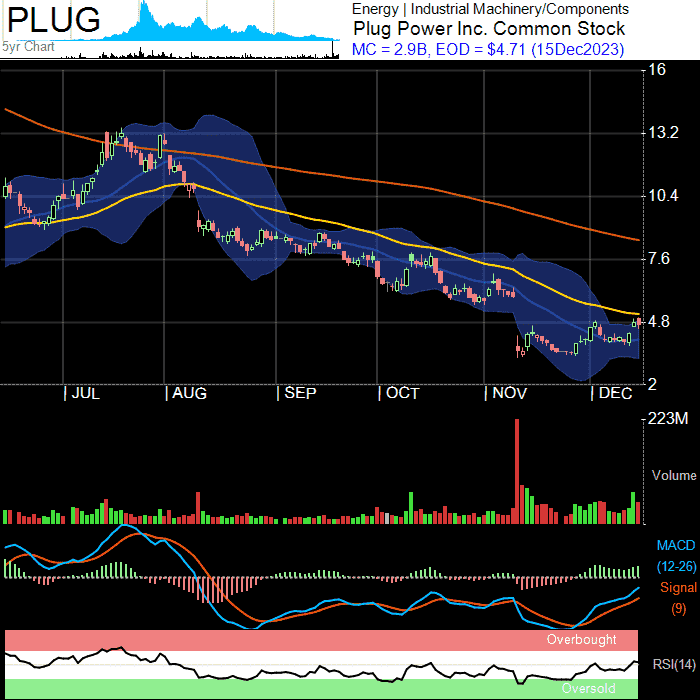 PLUG
5yr Chart
Energy | Industrial Machinery/Components
Plug Power Inc. Common Stock
MC = 2.9B, EOD = $4.71 (15Dec2023)
16
13.2
10.4
7.6
4.8
2
| JUL | AUG | SEP | OCT | NOV | DEC
223M
Volume
MACD
(12-26)
Signal
(9)
Overbought
RSI(14)
Oversold